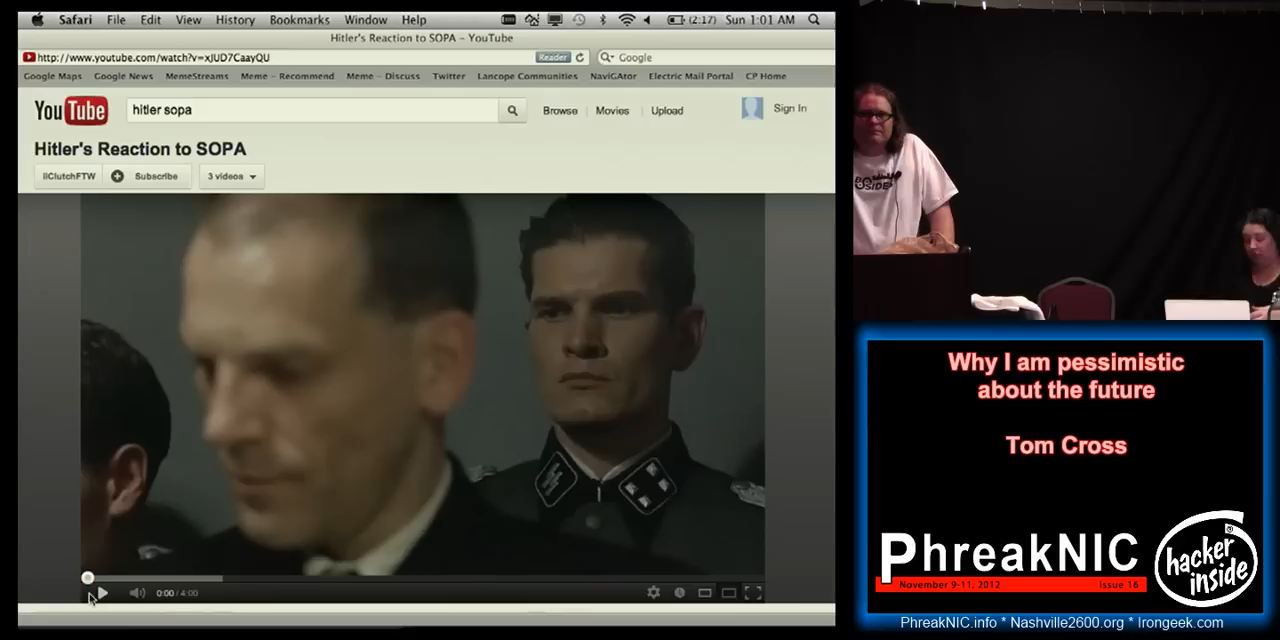 Safari File Edit View History Bookmarks Window Help (2:17) Sun 1:01 AM
Hitler's Reaction to SOPA – YouTube
http://www.youtube.com/watch?v=xJUD7CaayQU Reader Google
Google Maps Google News MemeStreams Meme – Recommend Meme – Discuss Twitter Lancope Communities NaviGAtor Electric Mail Portal CP Home
YouTube hitler sopa Browse Movies Upload Sign In
Hitler's Reaction to SOPA
liClutchFTW Subscribe 3 videos
0:00 / 4:00
SIDES
Why I am pessimistic
about the future
Tom Cross
PhreakNIC
November 9-11, 2012 Issue 16
hacker
inside
PhreakNIC.info * Nashville2600.org * Irongeek.com